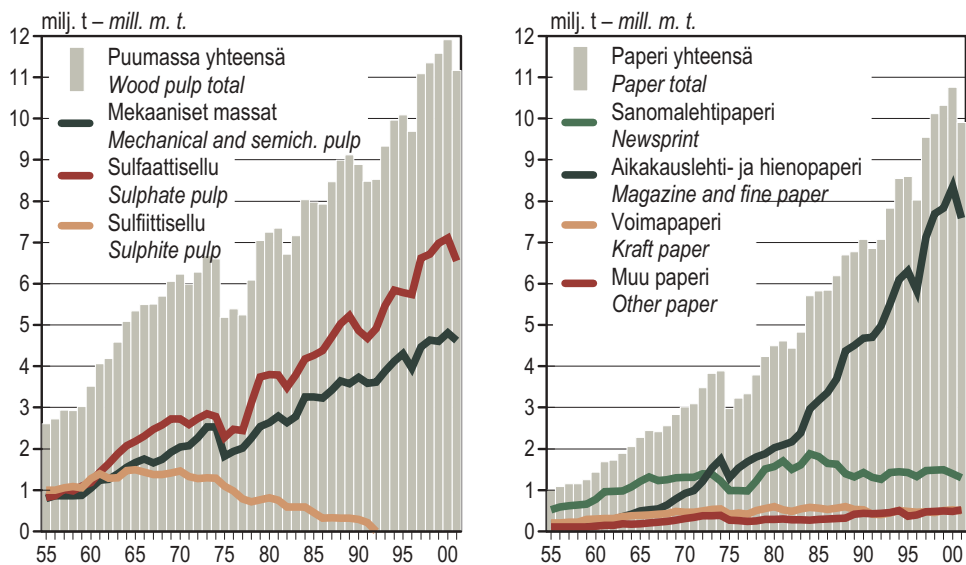 milj. t – mill. m. t.
12
11
10
9
8
7
6
5
4
3
2
1
0
Puumassa yhteensä
Wood pulp total
Mekaaniset massat
Mechanical and semich. pulp
Sulfaattisellu
Sulphate pulp
Sulfiittisellu
Sulphite pulp
55 60 65 70 75 80 85 90 95 00
milj. t – mill. m. t.
12
11
10
9
8
7
6
5
4
3
2
1
0
Paperi yhteensä
Paper total
Sanomalehtipaperi
Newsprint
Aikakauslehti- ja hienopaperi
Magazine and fine paper
Voimapaperi
Kraft paper
Muu paperi
Other paper
55 60 65 70 75 80 85 90 95 00